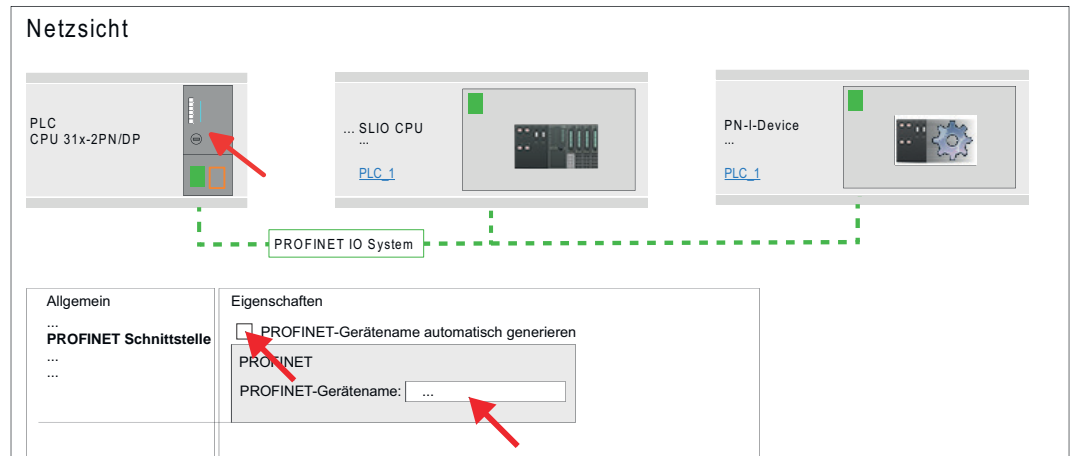 Netzsicht
PLC
CPU 31x-2PN/DP
... SLIO CPU
...
PLC_1
PN-I-Device
...
PLC_1
PROFINET IO System
Allgemein
...
PROFINET Schnittstelle
...
...
Eigenschaften
PROFINET-Gerätename automatisch generieren
PROFINET
PROFINET-Gerätename: ...